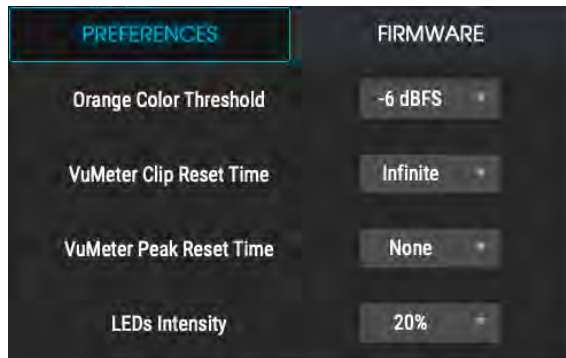 PREFERENCES FIRMWARE
Orange Color Threshold -6 dBFS
VuMeter Clip Reset Time Infinite
VuMeter Peak Reset Time None
LEDs Intensity 20%